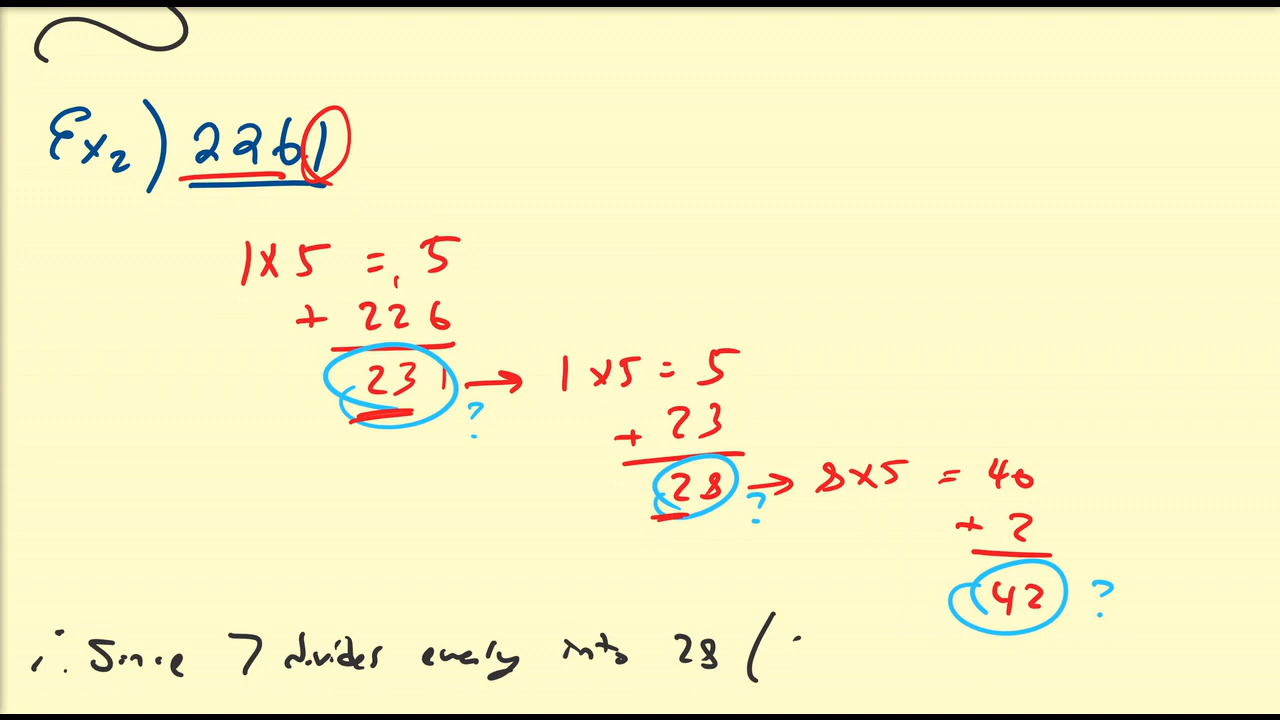 Ex2) 2261
1 x 5 = 5
+ 226
231 → 1 x 5 = 5
?
+ 23
28 → 8 x 5 = 40
?
+ 2
42 ?
∴ Since 7 divides evenly into 28 (